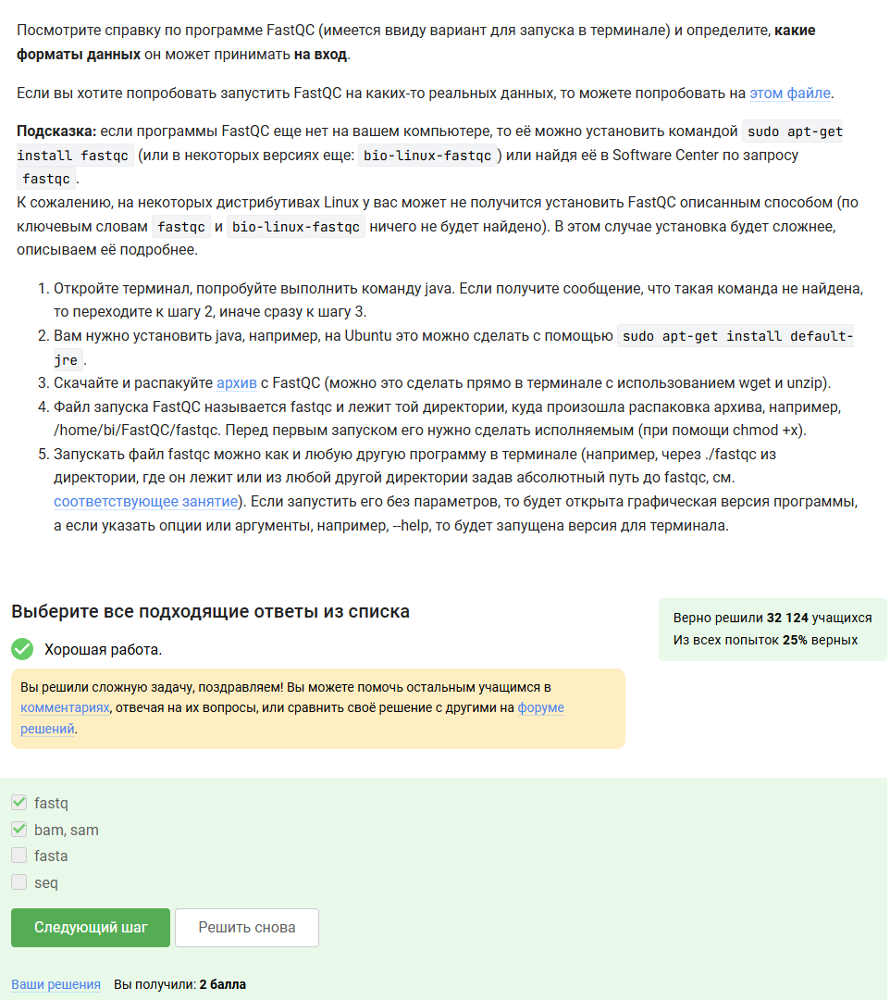 Посмотрите справку по программе FastQC (имеется ввиду вариант для запуска в терминале) и определите, какие
форматы данных он может принимать на вход.
Если вы хотите попробовать запустить FastQC на каких-то реальных данных, то можете попробовать на этом файле.
Подсказка: если программы FastQC еще нет на вашем компьютере, то её можно установить командой sudo apt-get
install fastqc (или в некоторых версиях еще: bio-linux-fastqc) или найдя её в Software Center по запросу
fastqc.
К сожалению, на некоторых дистрибутивах Linux у вас может не получится установить FastQC описанным способом (по
ключевым словам fastqc и bio-linux-fastqc ничего не будет найдено). В этом случае установка будет сложнее,
описываем её подробнее.
1. Откройте терминал, попробуйте выполнить команду java. Если получите сообщение, что такая команда не найдена,
то переходите к шагу 2, иначе сразу к шагу 3.
2. Вам нужно установить java, например, на Ubuntu это можно сделать с помощью sudo apt-get install default-
jre.
3. Скачайте и распакуйте архив с FastQC (можно это сделать прямо в терминале с использованием wget и unzip).
4. Файл запуска FastQC называется fastqc и лежит той директории, куда произошла распаковка архива, например,
/home/bi/FastQC/fastqc. Перед первым запуском его нужно сделать исполняемым (при помощи chmod +x).
5. Запускать файл fastqc можно как и любую другую программу в терминале (например, через ./fastqc из
директории, где он лежит или из любой другой директории задав абсолютный путь до fastqc, см.
соответствующее занятие). Если запустить его без параметров, то будет открыта графическая версия программы,
а если указать опции или аргументы, например, --help, то будет запущена версия для терминала.
Выберите все подходящие ответы из списка
Верно решили 32 124 учащихся
Из всех попыток 25% верных
Хорошая работа.
Вы решили сложную задачу, поздравляем! Вы можете помочь остальным учащимся в
комментариях, отвечая на их вопросы, или сравнить своё решение с другими на форуме
решений.
fastq
bam, sam
fasta
seq
Следующий шаг
Решить снова
Ваши решения Вы получили: 2 балла